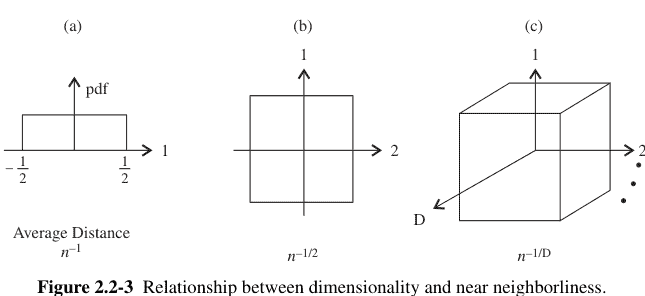 (a) (b) (c)
1 1
pdf
1 2 2
-1/2 1/2
D
Average Distance
n⁻¹ n⁻¹/² n⁻¹/ᴰ
Figure 2.2-3 Relationship between dimensionality and near neighborliness.